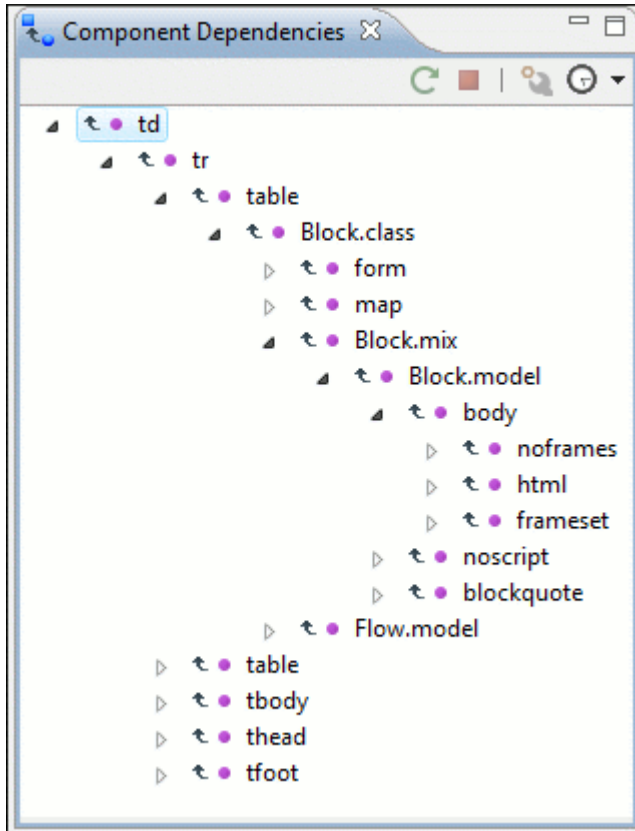 Component Dependencies
td
tr
table
Block.class
form
map
Block.mix
Block.model
body
noframes
html
frameset
noscript
blockquote
Flow.model
table
tbody
thead
tfoot